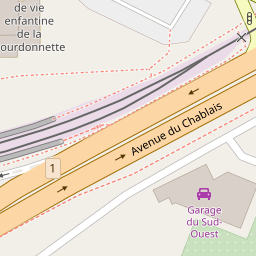 de vie
enfantine
de la
ourdonnette
Avenue du Chablais
1
Garage
du Sud-
Ouest